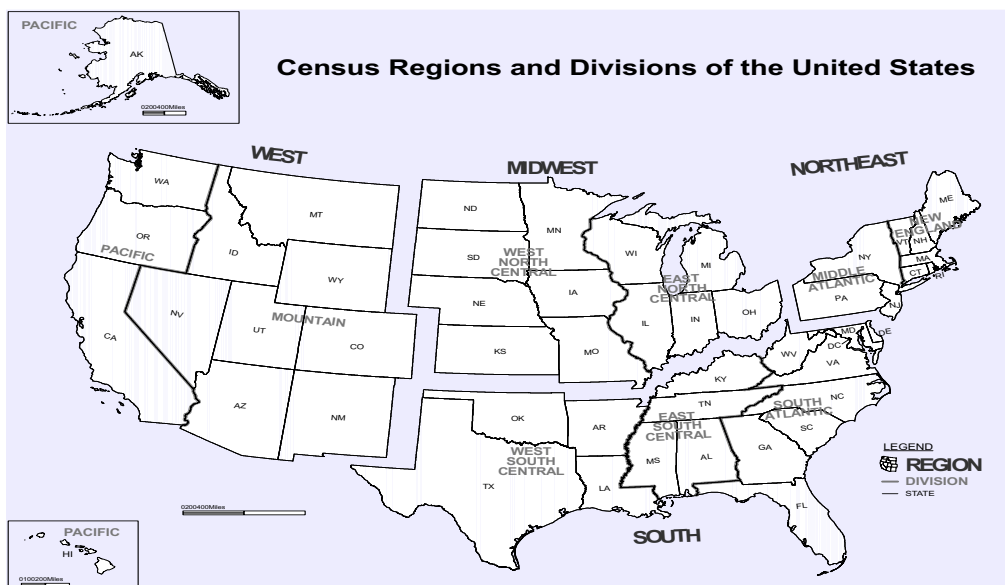 PACIFIC
AK
0200400Miles
Census Regions and Divisions of the United States
WEST
MIDWEST
NORTHEAST
WA
MT
OR
ID
PACIFIC
WY
NV
UT
MOUNTAIN
CO
CA
AZ
NM
ND
MN
SD
WEST
NORTH
CENTRAL
NE
IA
KS
MO
WI
MI
EAST
NORTH
CENTRAL
IL
IN
OH
ME
NEW
ENGLAND
VT
NH
NY
MA
CT
RI
MIDDLE
ATLANTIC
PA
NJ
MD
DE
DC
WV
VA
KY
TN
NC
SOUTH
ATLANTIC
SC
EAST
SOUTH
CENTRAL
OK
AR
MS
AL
GA
WEST
SOUTH
CENTRAL
TX
LA
FL
SOUTH
LEGEND
REGION
DIVISION
STATE
0200400Miles
PACIFIC
HI
0100200Miles